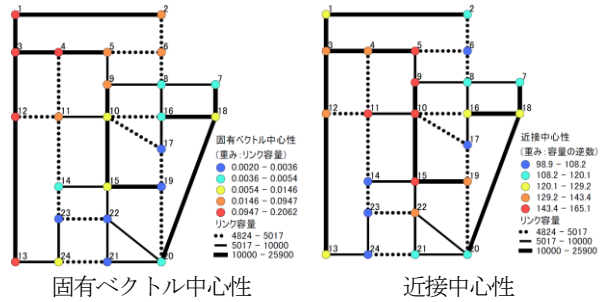 1
2
3
4
5
6
9
8
7
12
11
10
16
18
17
14
15
19
23
22
13
24
21
20
固有ベクトル中心性
(重み:リンク容量)
0.0020 − 0.0036
0.0036 − 0.0054
0.0054 − 0.0146
0.0146 − 0.0947
0.0947 − 0.2062
リンク容量
4824 − 5017
5017 − 10000
10000 − 25900
固有ベクトル中心性
1
2
3
4
5
6
9
8
7
12
11
10
16
18
17
14
15
19
23
22
13
24
21
20
近接中心性
(重み:容量の逆数)
98.9 − 108.2
108.2 − 120.1
120.1 − 129.2
129.2 − 143.4
143.4 − 165.1
リンク容量
4824 − 5017
5017 − 10000
10000 − 25900
近接中心性